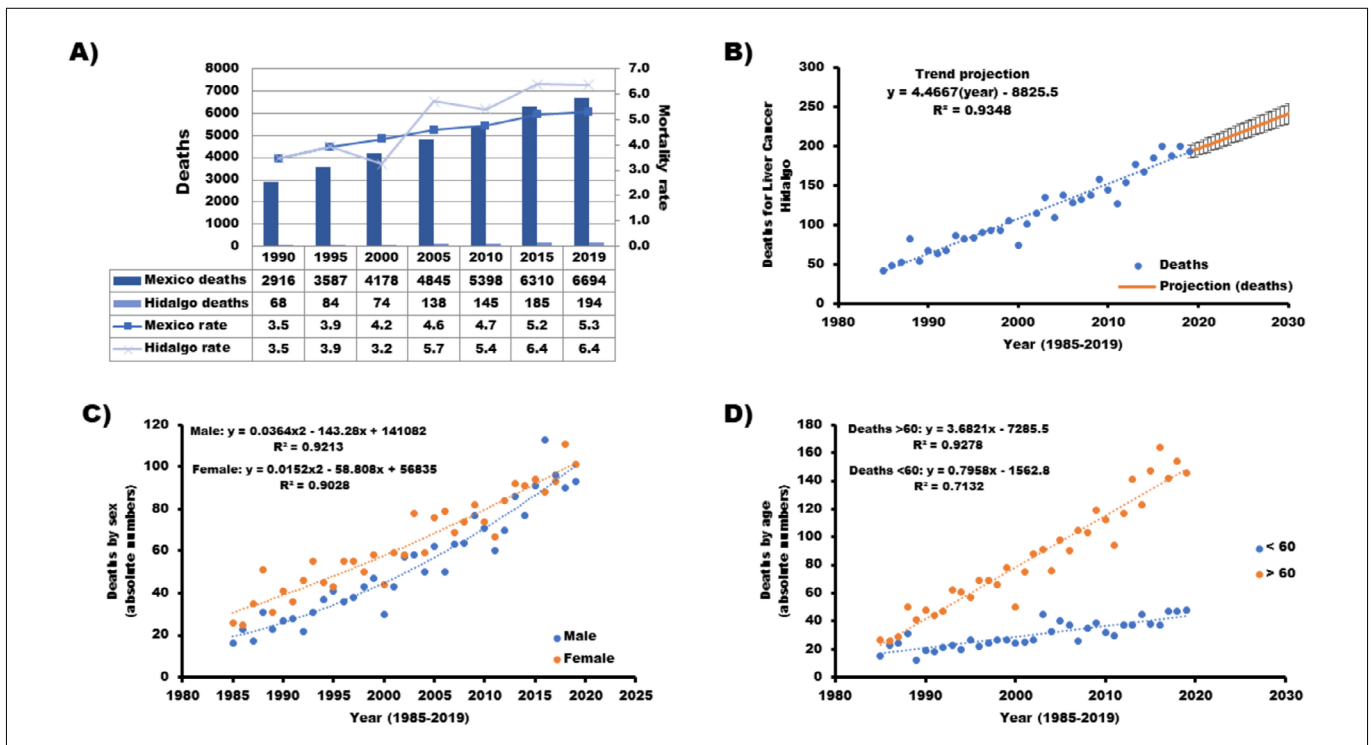 A)
8000
7000
6000
5000
4000
3000
2000
1000
0
Deaths
7.0
6.0
5.0
4.0
3.0
2.0
1.0
0.0
Mortality rate
1990 1995 2000 2005 2010 2015 2019
Mexico deaths 2916 3587 4178 4845 5398 6310 6694
Hidalgo deaths 68 84 74 138 145 185 194
Mexico rate 3.5 3.9 4.2 4.6 4.7 5.2 5.3
Hidalgo rate 3.5 3.9 3.2 5.7 5.4 6.4 6.4
B)
Trend projection
y = 4.4667(year) - 8825.5
R² = 0.9348
300
250
200
150
100
50
0
Deaths for Liver Cancer
Hidalgo
Deaths
Projection (deaths)
1980 1990 2000 2010 2020 2030
Year (1985-2019)
C)
Male: y = 0.0364x2 - 143.28x + 141082
R² = 0.9213
Female: y = 0.0152x2 - 58.808x + 56835
R² = 0.9028
120
100
80
60
40
20
0
Deaths by sex
(absolute numbers)
Male
Female
1980 1985 1990 1995 2000 2005 2010 2015 2020 2025
Year (1985-2019)
D)
Deaths >60: y = 3.6821x - 7285.5
R² = 0.9278
Deaths <60: y = 0.7958x - 1562.8
R² = 0.7132
180
160
140
120
100
80
60
40
20
0
Deaths by age
(absolute numbers)
< 60
> 60
1980 1990 2000 2010 2020 2030
Year (1985-2019)